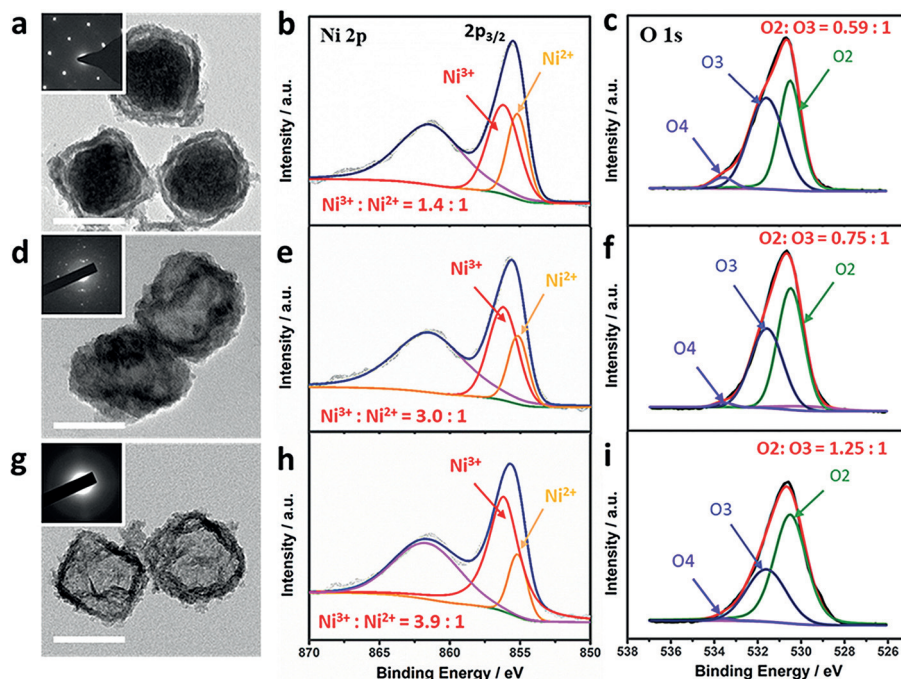 a
b
Ni 2p
2p3/2
Ni³⁺
Ni²⁺
Ni³⁺ : Ni²⁺ = 1.4 : 1
Intensity / a.u.
c
O 1s
O2: O3 = 0.59 : 1
O3
O2
O4
Intensity / a.u.
d
e
Ni³⁺
Ni²⁺
Ni³⁺ : Ni²⁺ = 3.0 : 1
Intensity / a.u.
f
O2: O3 = 0.75 : 1
O3
O2
O4
Intensity / a.u.
g
h
Ni³⁺
Ni²⁺
Ni³⁺ : Ni²⁺ = 3.9 : 1
Intensity / a.u.
870 865 860 855 850
Binding Energy / eV
i
O2: O3 = 1.25 : 1
O2
O3
O4
Intensity / a.u.
538 536 534 532 530 528 526
Binding Energy / eV